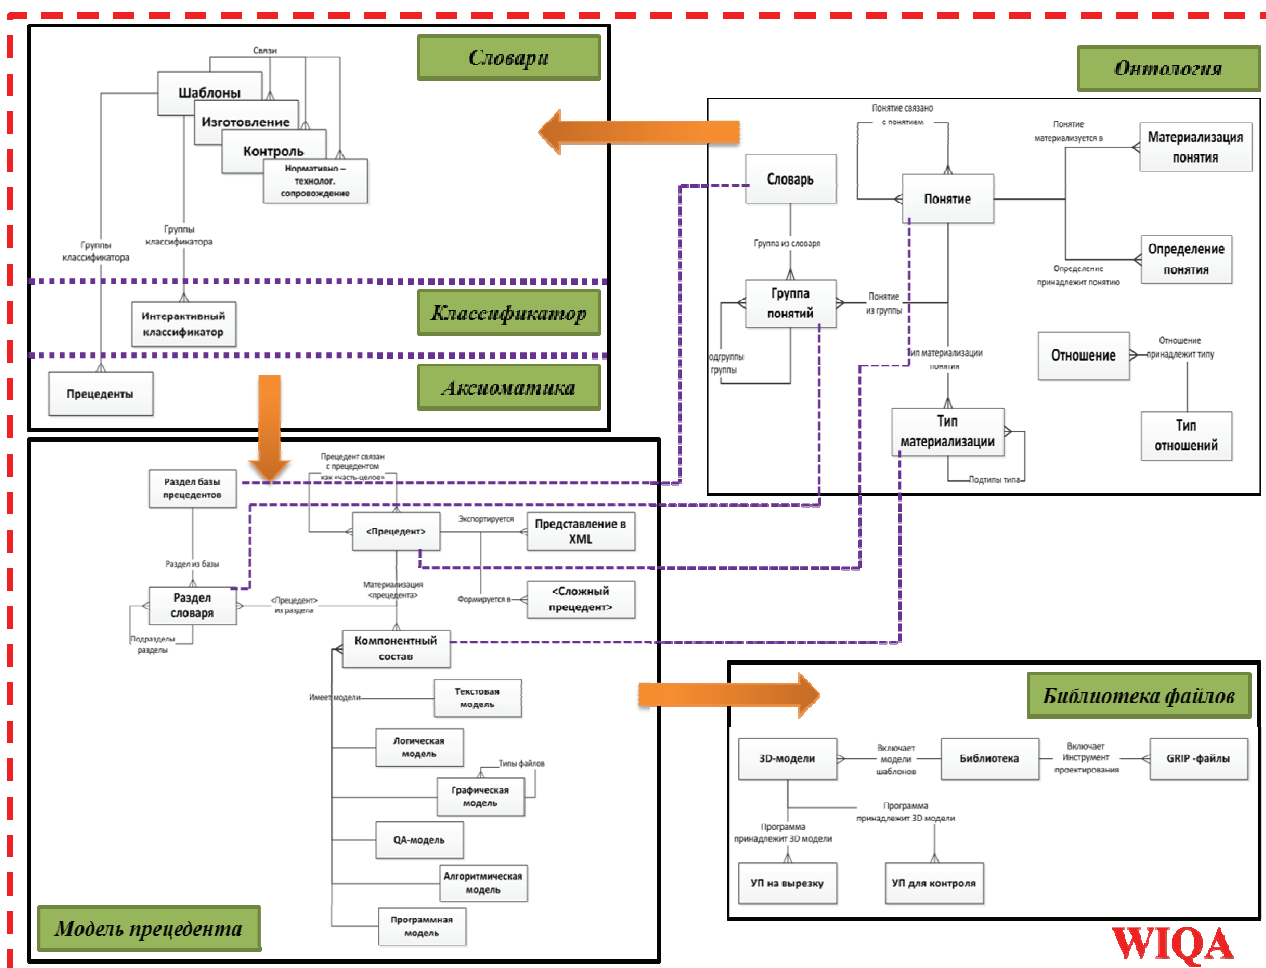 Словари
Связи
Шаблоны
Изготовление
Контроль
Нормативно –
технолог.
сопровождение
Группы
классификатора
Группы
классификатора
Классификатор
Интерактивный
классификатор
Аксиоматика
Прецеденты
Онтология
Понятие связано
с понятием
Понятие
материализуется в
Материализация
понятия
Словарь
Понятие
Группа из словаря
Определение
принадлежит понятию
Определение
понятия
Группа
понятий
Понятие
из группы
одгруппы
группы
ип материализации
понятия
Отношение
Отношение
принадлежит типу
Тип
материализации
Тип
отношений
Подтипы типа
Прецедент связан
с прецедентом
как «часть-целое»
Раздел базы
прецедентов
<Прецедент>
Экспортируется
Представление в
XML
Раздел из базы
Материализация
<прецедента>
Раздел
словаря
<Прецедент>
из раздела
Формируется в
<Сложный
прецедент>
Подразделы
разделы
Компонентный
состав
Имеет модели
Текстовая
модель
Логическая
модель
Типы файлов
Графическая
модель
QA-модель
Алгоритмическая
модель
Программная
модель
Модель прецедента
Библиотека файлов
3D-модели
Включает
модели
шаблонов
Библиотека
Включает
Инструмент
проектирования
GRIP -файлы
Программа
принадлежит 3D модели
Программа
принадлежит 3D модели
УП на вырезку
УП для контроля
WIQA